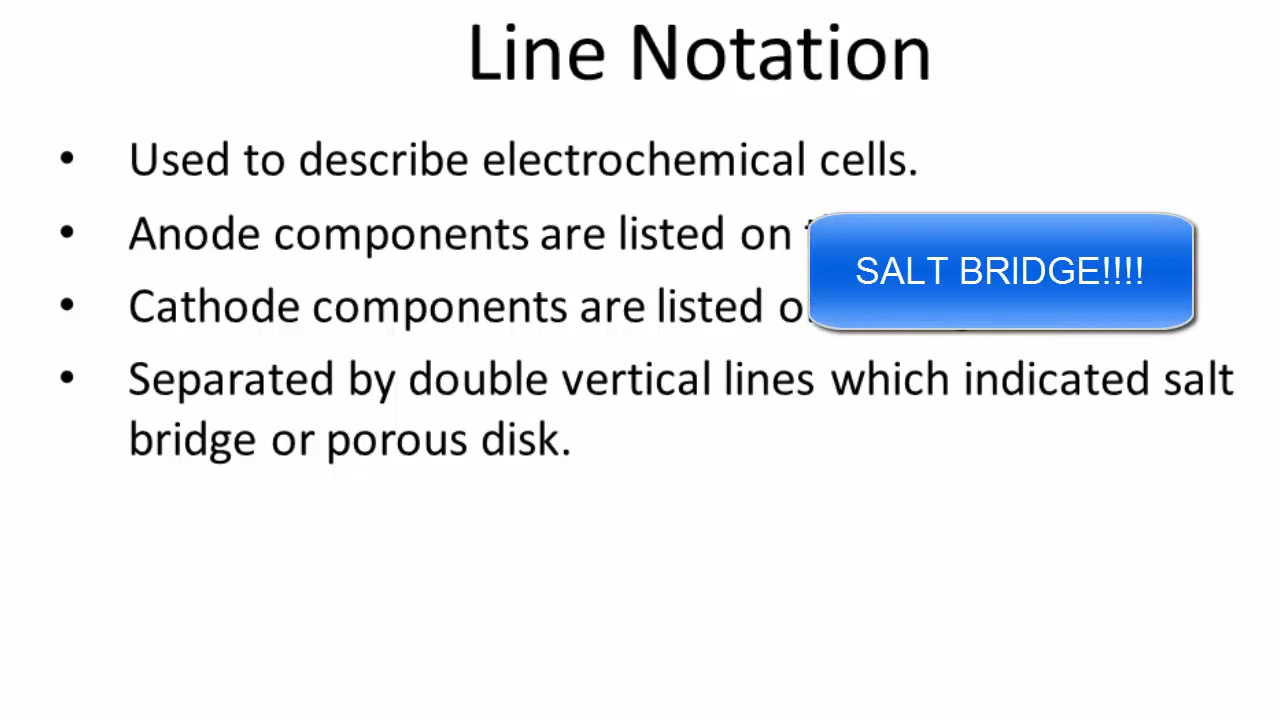 Line Notation
• Used to describe electrochemical cells.
• Anode components are listed on
SALT BRIDGE!!!!
• Cathode components are listed
• Separated by double vertical lines which indicated salt
bridge or porous disk.